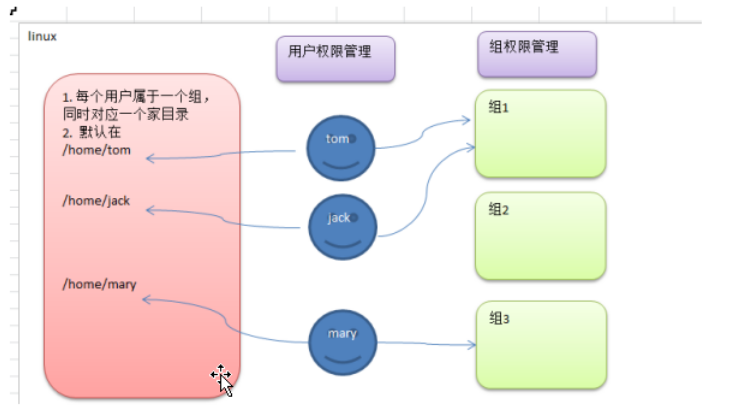 linux
用户权限管理
组权限管理
1. 每个用户属于一个组，
同时对应一个家目录
2. 默认在
/home/tom
/home/jack
/home/mary
tom
jack
mary
组1
组2
组3